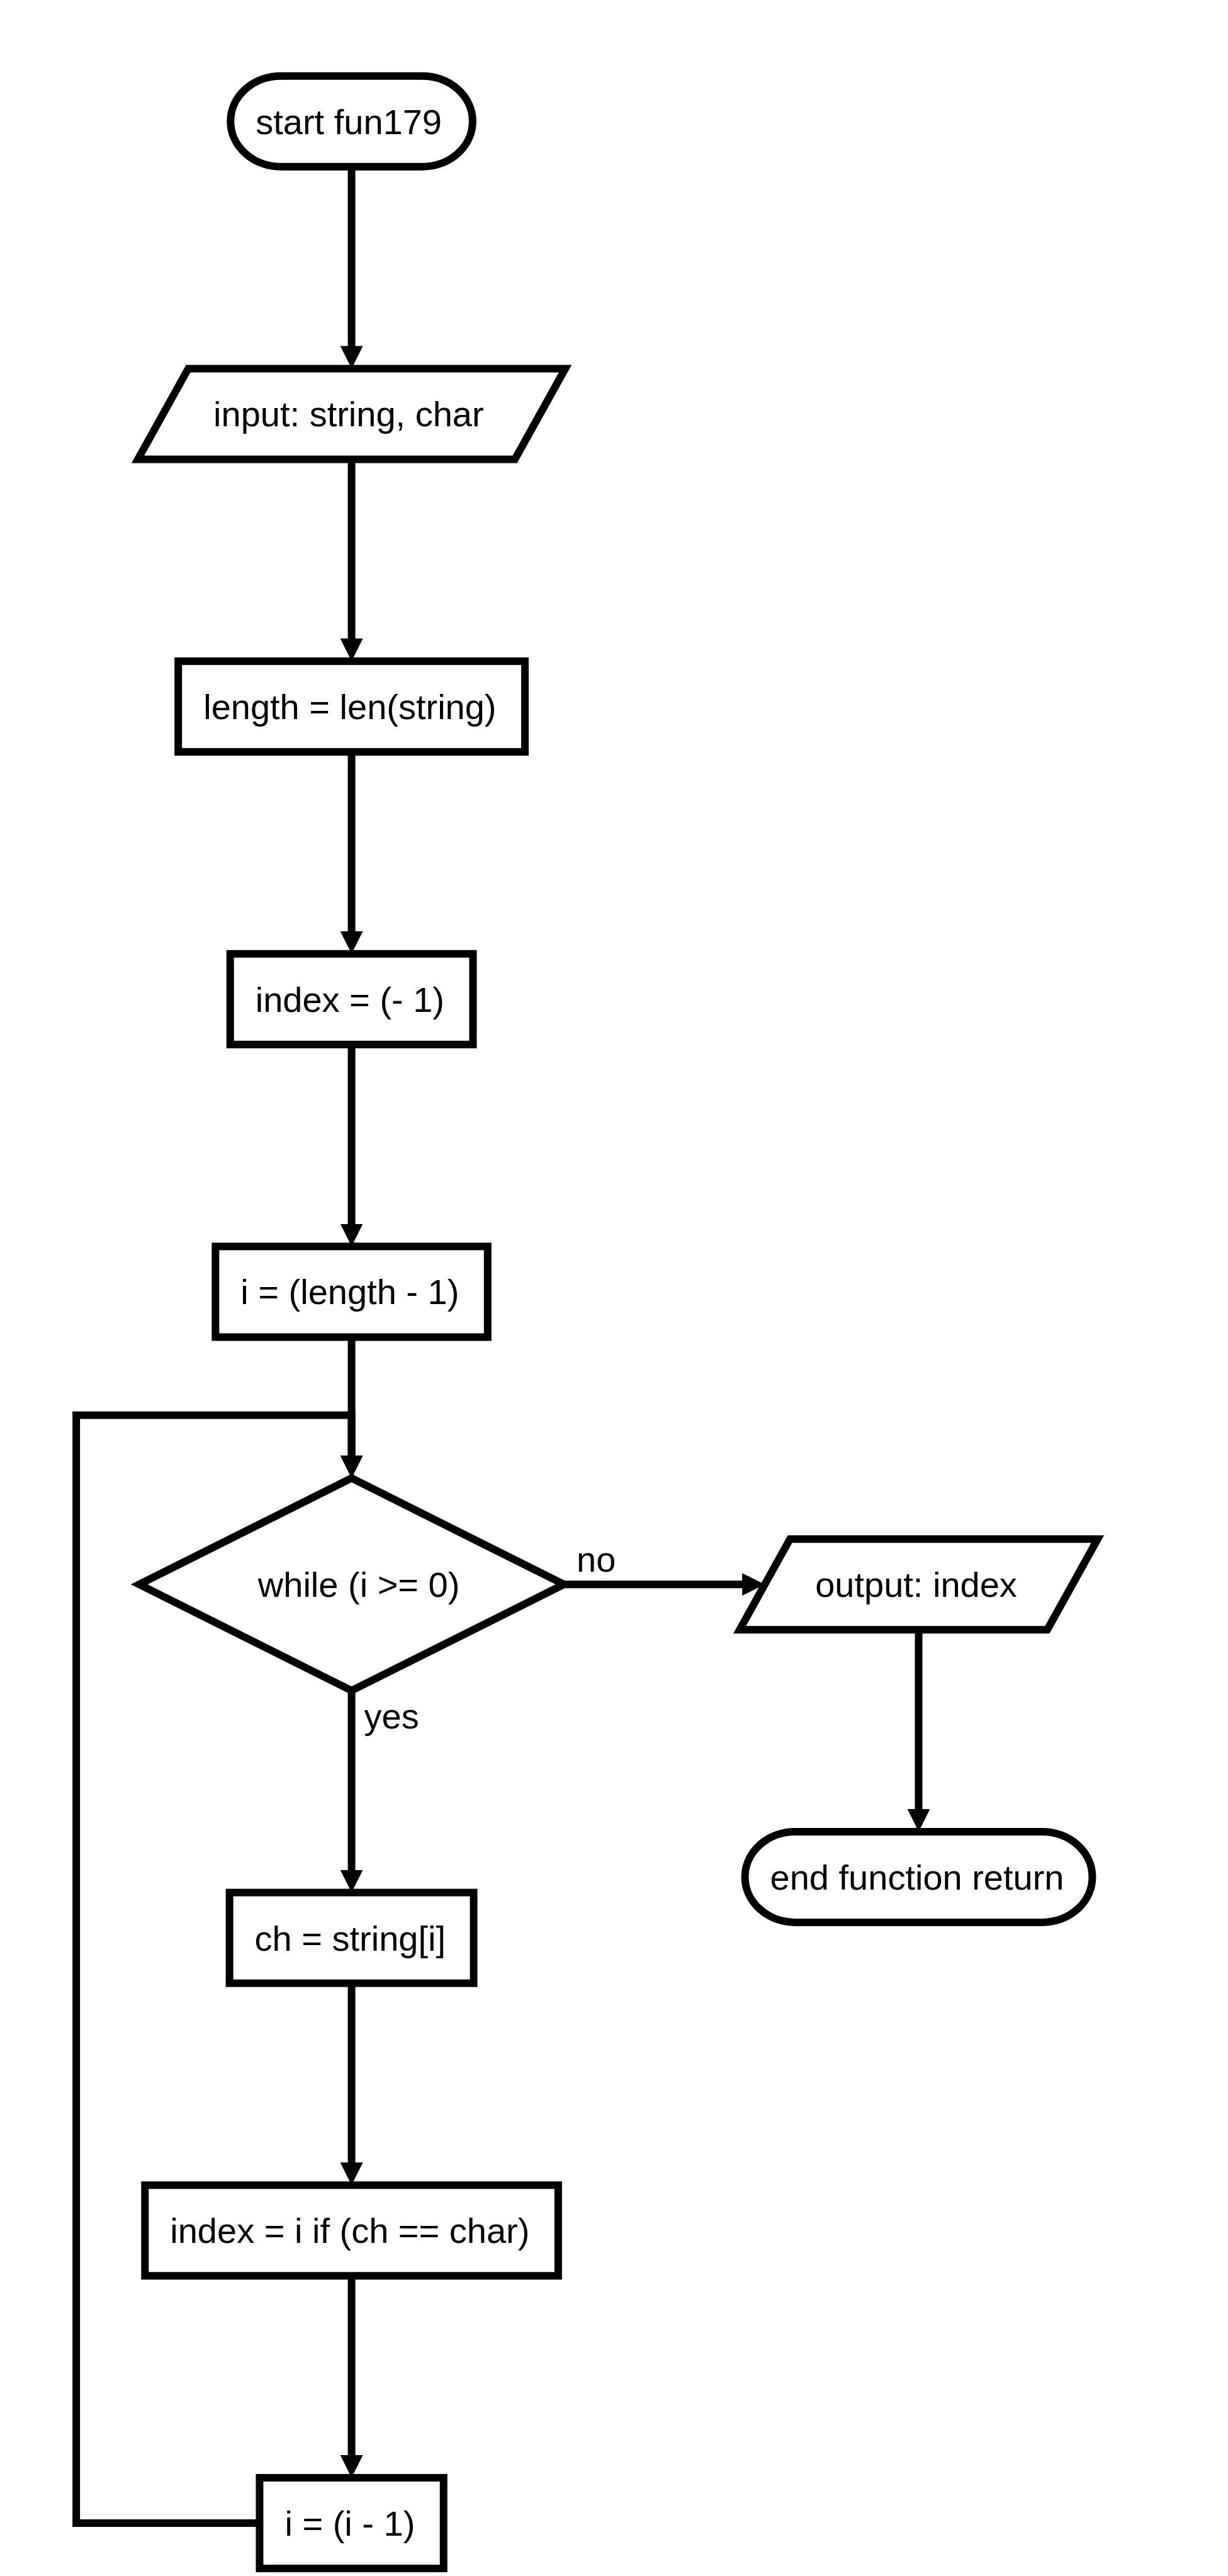 start fun179
input: string, char
length = len(string)
index = (- 1)
i = (length - 1)
while (i >= 0)
no
output: index
yes
end function return
ch = string[i]
index = i if (ch == char)
i = (i - 1)